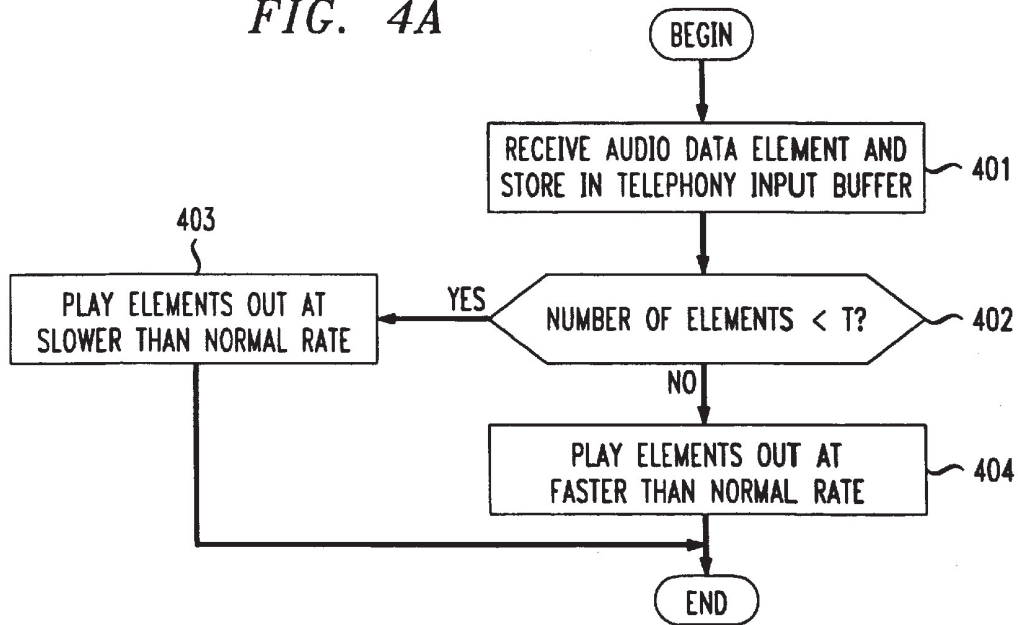 FIG. 4A
BEGIN
RECEIVE AUDIO DATA ELEMENT AND
STORE IN TELEPHONY INPUT BUFFER
401
403
PLAY ELEMENTS OUT AT
SLOWER THAN NORMAL RATE
YES
NUMBER OF ELEMENTS < T?
402
NO
PLAY ELEMENTS OUT AT
FASTER THAN NORMAL RATE
404
END